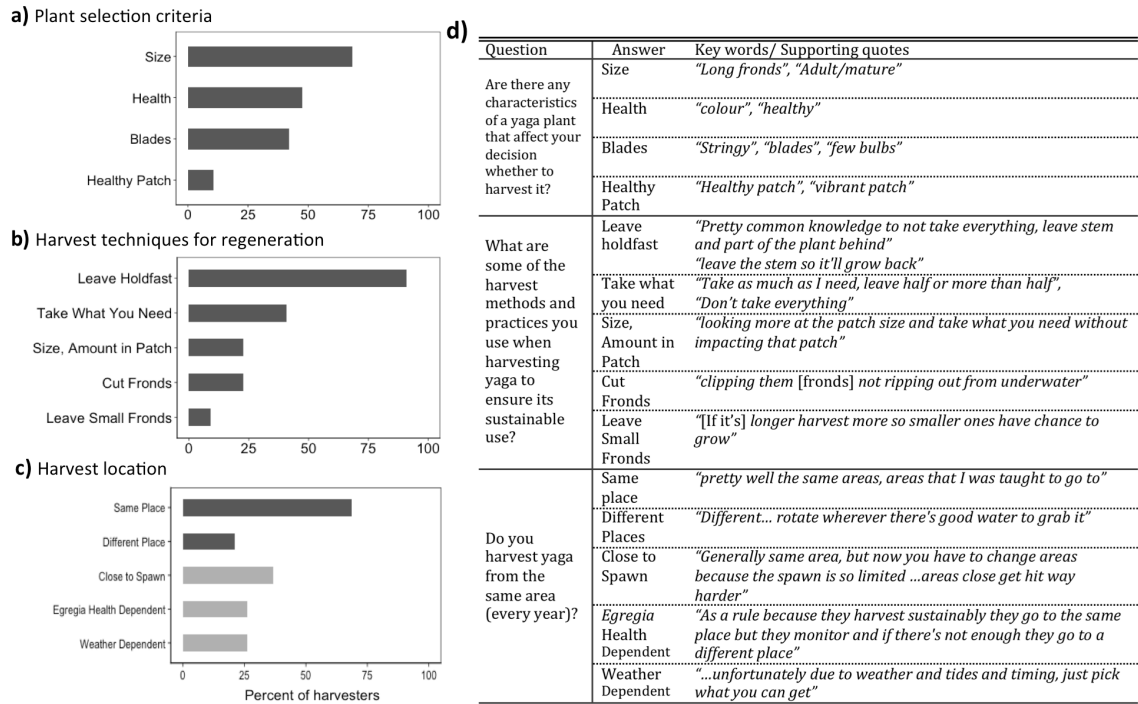 a) Plant selection criteria
Size
Health
Blades
Healthy Patch
0 25 50 75 100
b) Harvest techniques for regeneration
Leave Holdfast
Take What You Need
Size, Amount in Patch
Cut Fronds
Leave Small Fronds
0 25 50 75 100
c) Harvest location
Same Place
Different Place
Close to Spawn
Egregia Health Dependent
Weather Dependent
0 25 50 75 100
Percent of harvesters
d)
Question Answer Key words/ Supporting quotes
Are there any
characteristics
of a yaga plant
that affect your
decision
whether to
harvest it?
Size “Long fronds”, “Adult/mature”
Health “colour”, “healthy”
Blades “Stringy”, “blades”, “few bulbs”
Healthy “Healthy patch”, “vibrant patch”
Patch
What are
some of the
harvest
methods and
practices you
use when
harvesting
yaga to
ensure its
sustainable
use?
Leave “Pretty common knowledge to not take everything, leave stem
holdfast and part of the plant behind”
“leave the stem so it'll grow back”
Take what “Take as much as I need, leave half or more than half”,
you need “Don’t take everything”
Size, “looking more at the patch size and take what you need without
Amount in impacting that patch”
Patch
Cut “clipping them [fronds] not ripping out from underwater”
Fronds
Leave “[If it’s] longer harvest more so smaller ones have chance to
Small grow”
Fronds
Do you
harvest yaga
from the
same area
(every year)?
Same “pretty well the same areas, areas that I was taught to go to”
place
Different “Different... rotate wherever there's good water to grab it”
Places
Close to “Generally same area, but now you have to change areas
Spawn because the spawn is so limited ...areas close get hit way
harder”
Egregia “As a rule because they harvest sustainably they go to the same
Health place but they monitor and if there's not enough they go to a
Dependent different place”
Weather “...unfortunately due to weather and tides and timing, just pick
Dependent what you can get”